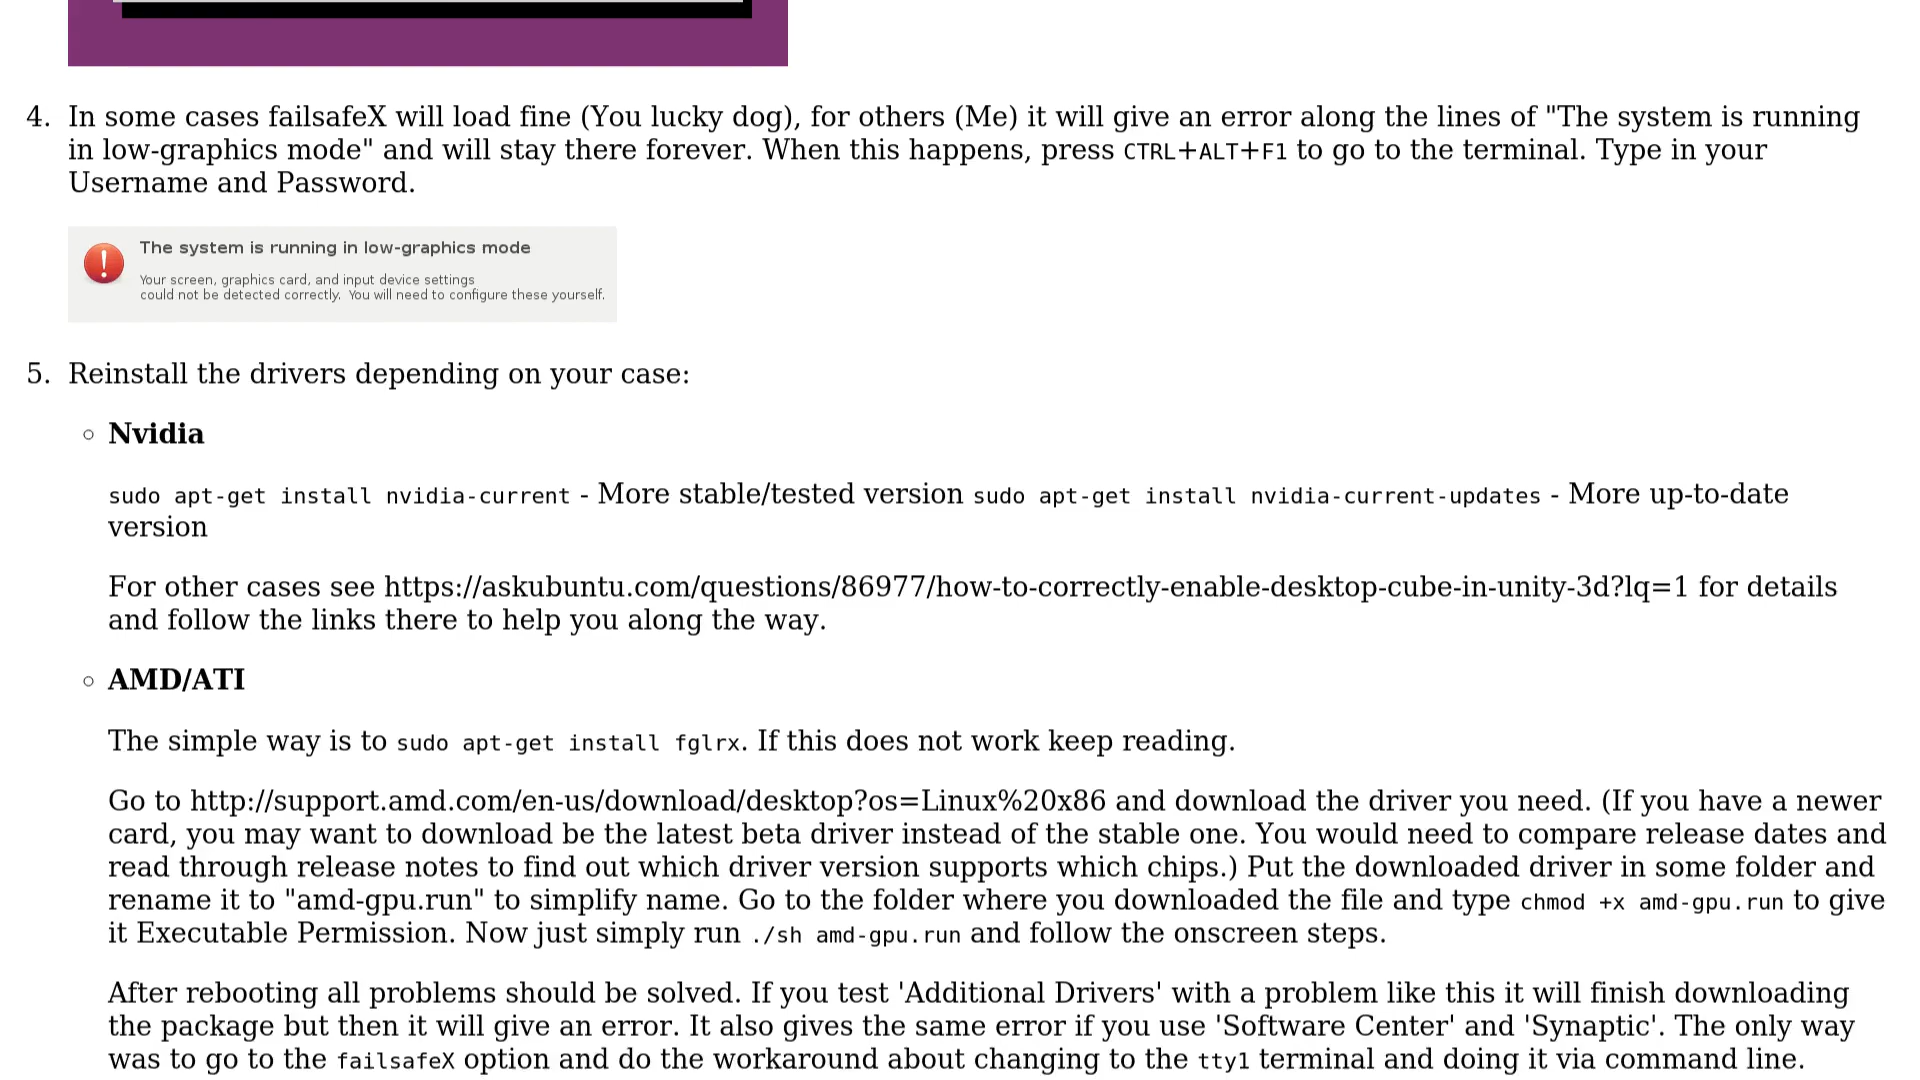 4. In some cases failsafeX will load fine (You lucky dog), for others (Me) it will give an error along the lines of "The system is running
in low-graphics mode" and will stay there forever. When this happens, press CTRL+ALT+F1 to go to the terminal. Type in your
Username and Password.
The system is running in low-graphics mode
Your screen, graphics card, and input device settings
could not be detected correctly. You will need to configure these yourself.
5. Reinstall the drivers depending on your case:
Nvidia
sudo apt-get install nvidia-current - More stable/tested version sudo apt-get install nvidia-current-updates - More up-to-date
version
For other cases see https://askubuntu.com/questions/86977/how-to-correctly-enable-desktop-cube-in-unity-3d?lq=1 for details
and follow the links there to help you along the way.
AMD/ATI
The simple way is to sudo apt-get install fglrx. If this does not work keep reading.
Go to http://support.amd.com/en-us/download/desktop?os=Linux%20x86 and download the driver you need. (If you have a newer
card, you may want to download be the latest beta driver instead of the stable one. You would need to compare release dates and
read through release notes to find out which driver version supports which chips.) Put the downloaded driver in some folder and
rename it to "amd-gpu.run" to simplify name. Go to the folder where you downloaded the file and type chmod +x amd-gpu.run to give
it Executable Permission. Now just simply run ./sh amd-gpu.run and follow the onscreen steps.
After rebooting all problems should be solved. If you test 'Additional Drivers' with a problem like this it will finish downloading
the package but then it will give an error. It also gives the same error if you use 'Software Center' and 'Synaptic'. The only way
was to go to the failsafeX option and do the workaround about changing to the tty1 terminal and doing it via command line.